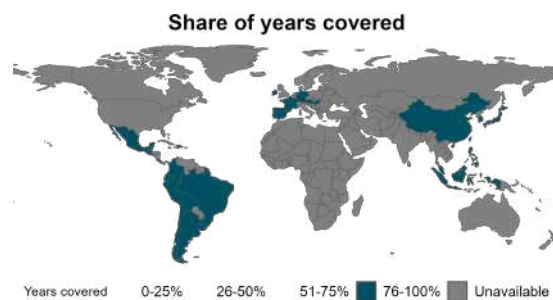 Share of years covered
Years covered 0-25% 26-50% 51-75% 76-100% Unavailable